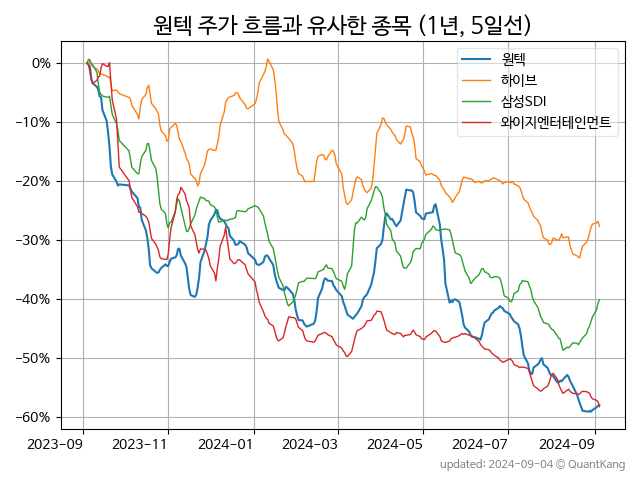 원텍 주가 흐름과 유사한 종목 (1년, 5일선)
원텍
하이브
삼성SDI
와이지엔터테인먼트
0%
−10%
−20%
−30%
−40%
−50%
−60%
2023-09 2023-11 2024-01 2024-03 2024-05 2024-07 2024-09
updated: 2024-09-04 @ QuantKang